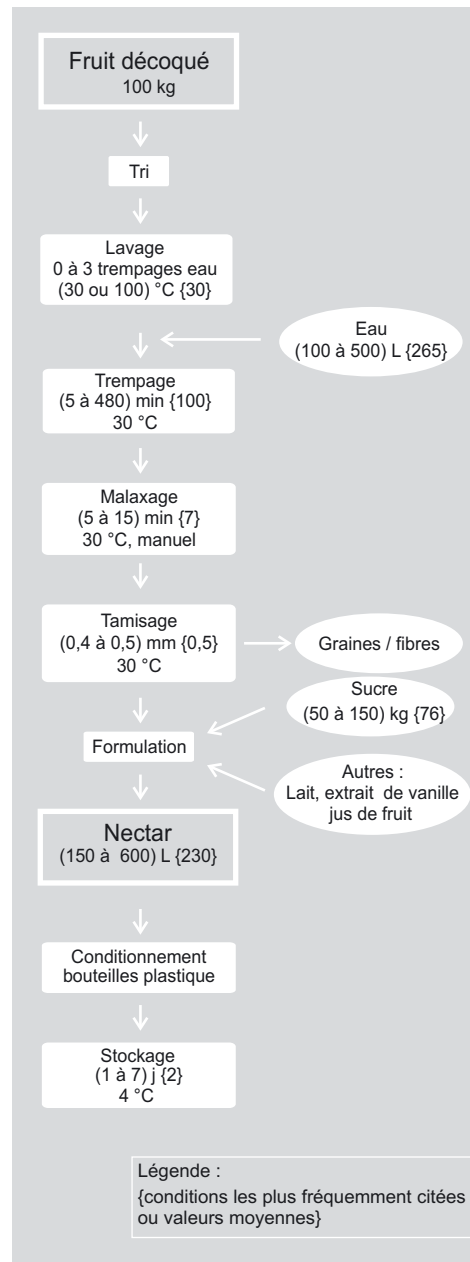 Fruit décoqué
100 kg
Tri
Lavage
0 à 3 trempages eau
(30 ou 100) °C {30}
Eau
(100 à 500) L {265}
Trempage
(5 à 480) min {100}
30 °C
Malaxage
(5 à 15) min {7}
30 °C, manuel
Tamisage
(0,4 à 0,5) mm {0,5}
30 °C
Graines / fibres
Sucre
(50 à 150) kg {76}
Formulation
Autres :
Lait, extrait de vanille
jus de fruit
Nectar
(150 à 600) L {230}
Conditionnement
bouteilles plastique
Stockage
(1 à 7) j {2}
4 °C
Légende :
{conditions les plus fréquemment citées
ou valeurs moyennes}